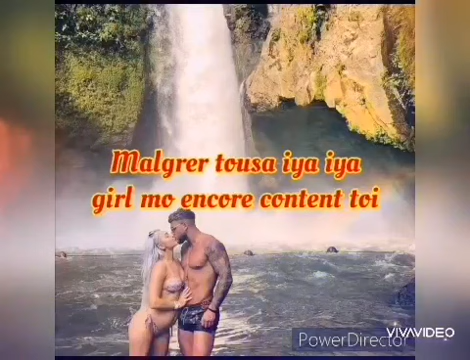 Malgrer tousa iya iya
girl mo encore content toi
PowerDirector
VIVAVIDEO